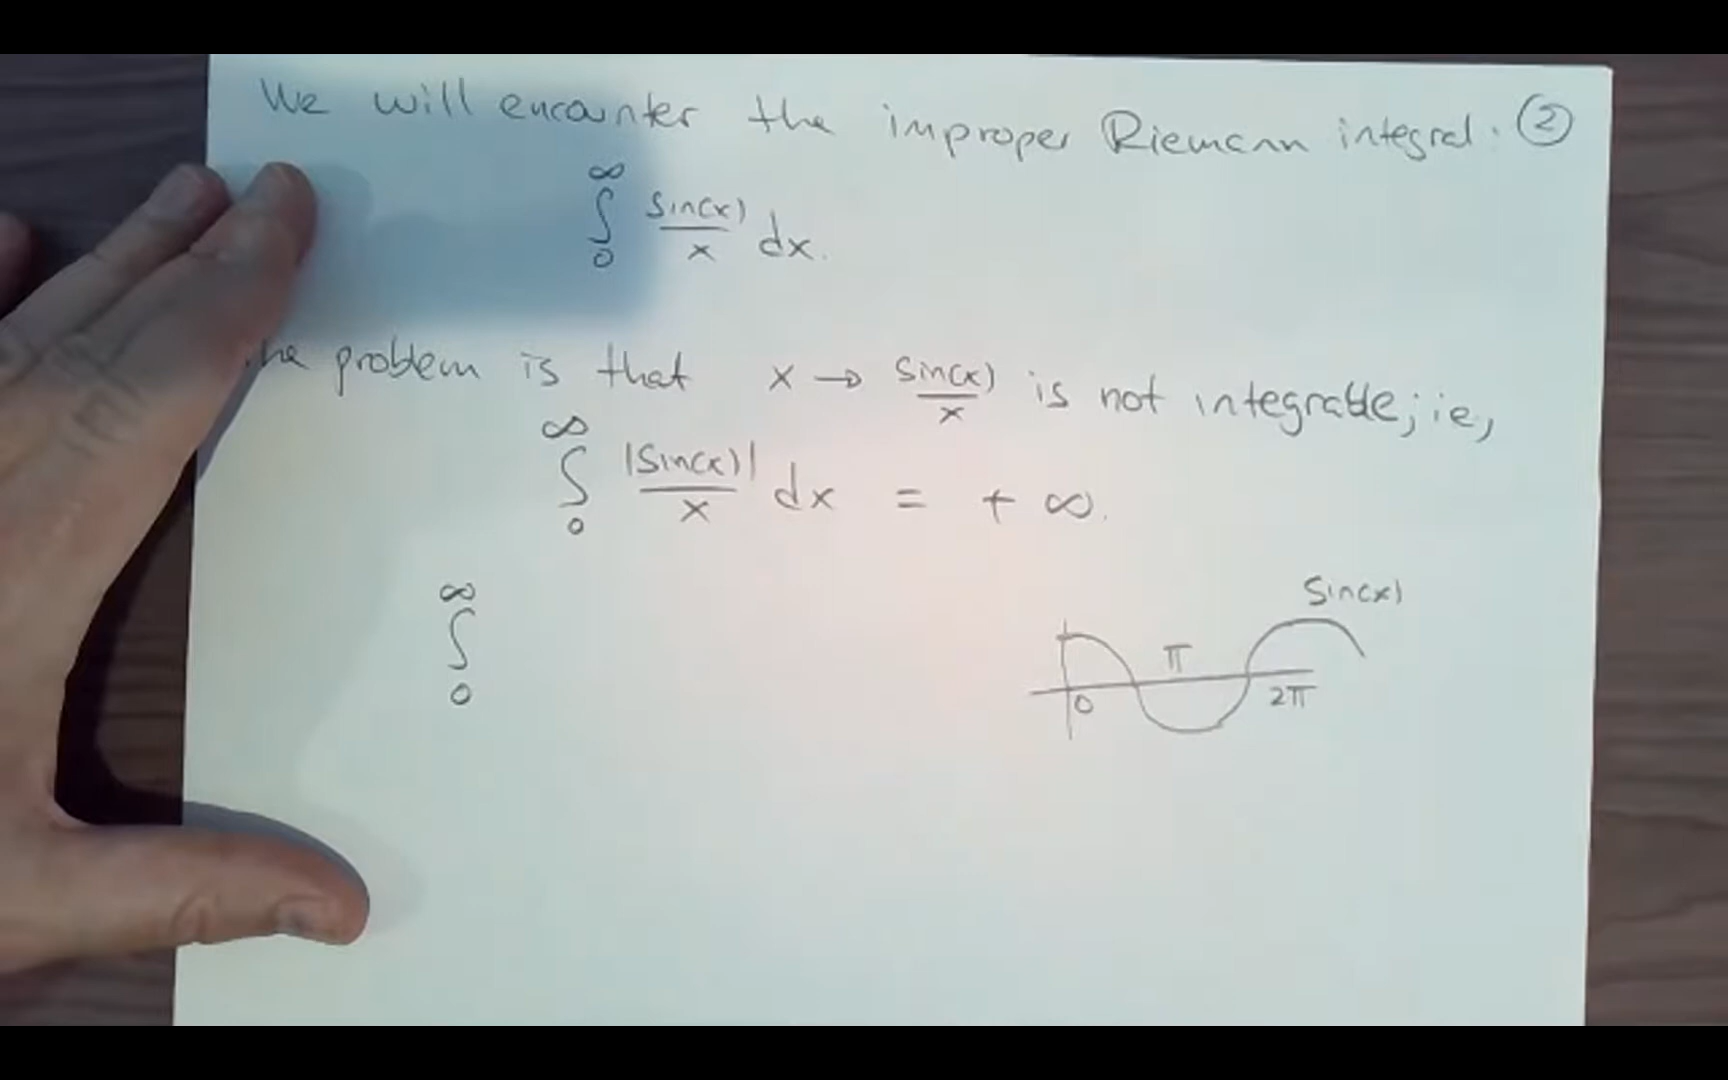 We will encounter the improper Riemann integral: ②
∫₀^∞ sin(x)/x dx.
he problem is that x → sin(x)/x is not integrable; ie,
∫₀^∞ |sin(x)|/x dx = + ∞.
∫₀^∞
sin(x)
π
0 2π